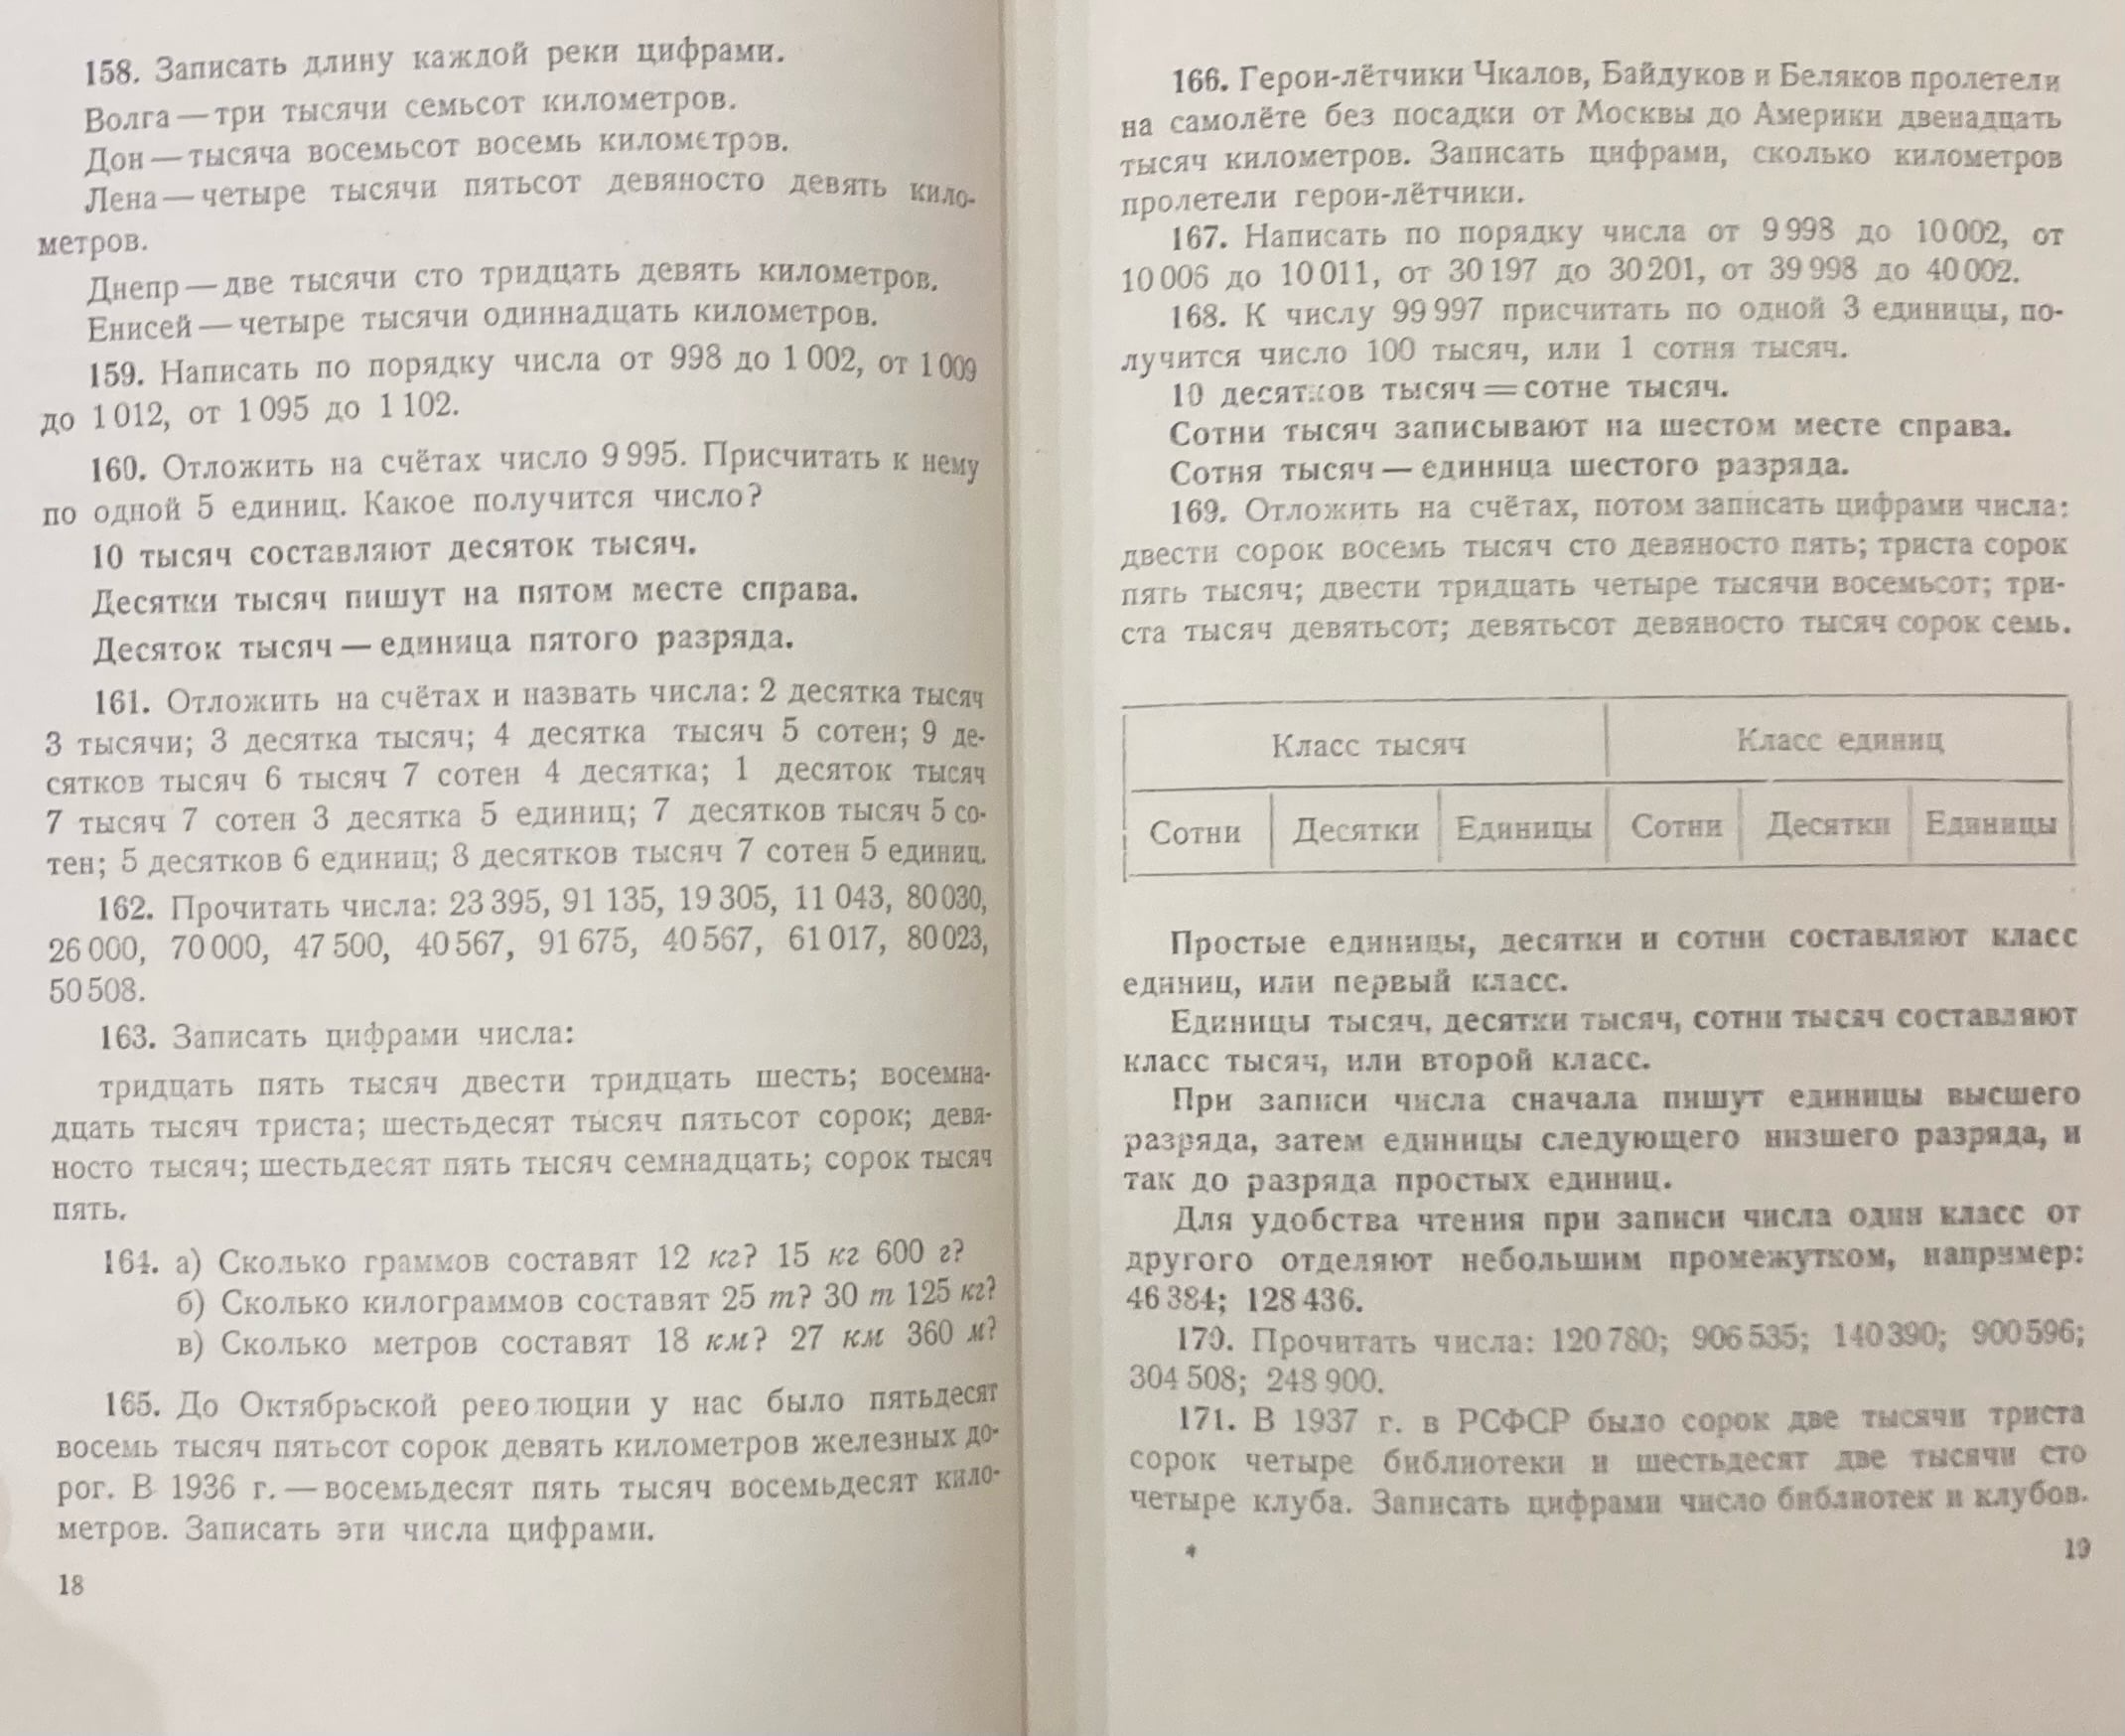 158. Записать длину каждой реки цифрами.
Волга — три тысячи семьсот километров.
Дон — тысяча восемьсот восемь километров.
Лена — четыре тысячи пятьсот девяносто девять кило-
метров.
Днепр — две тысячи сто тридцать девять километров.
Енисей — четыре тысячи одиннадцать километров.
159. Написать по порядку числа от 998 до 1 002, от 1 009
до 1 012, от 1 095 до 1 102.
160. Отложить на счётах число 9 995. Присчитать к нему
по одной 5 единиц. Какое получится число?
10 тысяч составляют десяток тысяч.
Десятки тысяч пишут на пятом месте справа.
Десяток тысяч — единица пятого разряда.
161. Отложить на счётах и назвать числа: 2 десятка тысяч
3 тысячи; 3 десятка тысяч; 4 десятка тысяч 5 сотен; 9 де-
сятков тысяч 6 тысяч 7 сотен 4 десятка; 1 десяток тысяч
7 тысяч 7 сотен 3 десятка 5 единиц; 7 десятков тысяч 5 со-
тен; 5 десятков 6 единиц; 8 десятков тысяч 7 сотен 5 единиц.
162. Прочитать числа: 23 395, 91 135, 19 305, 11 043, 80 030,
26 000, 70 000, 47 500, 40 567, 91 675, 40 567, 61 017, 80 023,
50 508.
163. Записать цифрами числа:
тридцать пять тысяч двести тридцать шесть; восемна-
дцать тысяч триста; шестьдесят тысяч пятьсот сорок; девя-
носто тысяч; шестьдесят пять тысяч семнадцать; сорок тысяч
пять.
164. а) Сколько граммов составят 12 кг? 15 кг 600 г?
б) Сколько килограммов составят 25 т? 30 т 125 кг?
в) Сколько метров составят 18 км? 27 км 360 м?
165. До Октябрьской революции у нас было пятьдесят
восемь тысяч пятьсот сорок девять километров железных до-
рог. В 1936 г. — восемьдесят пять тысяч восемьдесят кило-
метров. Записать эти числа цифрами.
18
166. Герои-лётчики Чкалов, Байдуков и Беляков пролетели
на самолёте без посадки от Москвы до Америки двенадцать
тысяч километров. Записать цифрами, сколько километров
пролетели герои-лётчики.
167. Написать по порядку числа от 9 998 до 10 002, от
10 006 до 10 011, от 30 197 до 30 201, от 39 998 до 40 002.
168. К числу 99 997 присчитать по одной 3 единицы, по-
лучится число 100 тысяч, или 1 сотня тысяч.
10 десятков тысяч = сотне тысяч.
Сотни тысяч записывают на шестом месте справа.
Сотня тысяч — единица шестого разряда.
169. Отложить на счётах, потом записать цифрами числа:
двести сорок восемь тысяч сто девяносто пять; триста сорок
пять тысяч; двести тридцать четыре тысячи восемьсот; три-
ста тысяч девятьсот; девятьсот девяносто тысяч сорок семь.
Класс тысяч Класс единиц
Сотни Десятки Единицы Сотни Десятки Единицы
Простые единицы, десятки и сотни составляют класс
единиц, или первый класс.
Единицы тысяч, десятки тысяч, сотни тысяч составляют
класс тысяч, или второй класс.
При записи числа сначала пишут единицы высшего
разряда, затем единицы следующего низшего разряда, и
так до разряда простых единиц.
Для удобства чтения при записи числа один класс от
другого отделяют небольшим промежутком, например:
46 384; 128 436.
170. Прочитать числа: 120 780; 906 535; 140 390; 900 596;
304 508; 248 900.
171. В 1937 г. в РСФСР было сорок две тысячи триста
сорок четыре библиотеки и шестьдесят две тысячи сто
четыре клуба. Записать цифрами число библиотек и клубов.
* 19